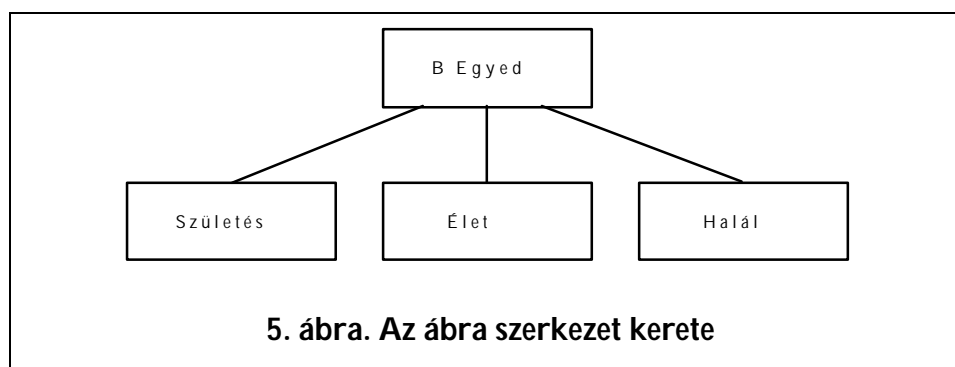 B Egyed
Születés
Élet
Halál
5. ábra. Az ábra szerkezet kerete